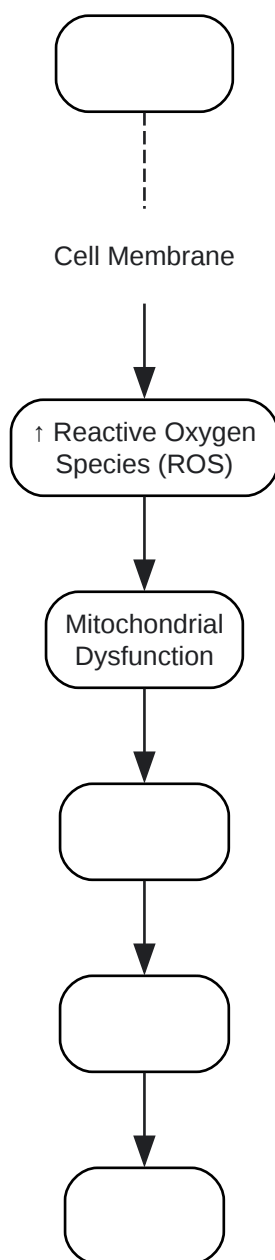 Cell Membrane
↑ Reactive Oxygen
Species (ROS)
Mitochondrial
Dysfunction